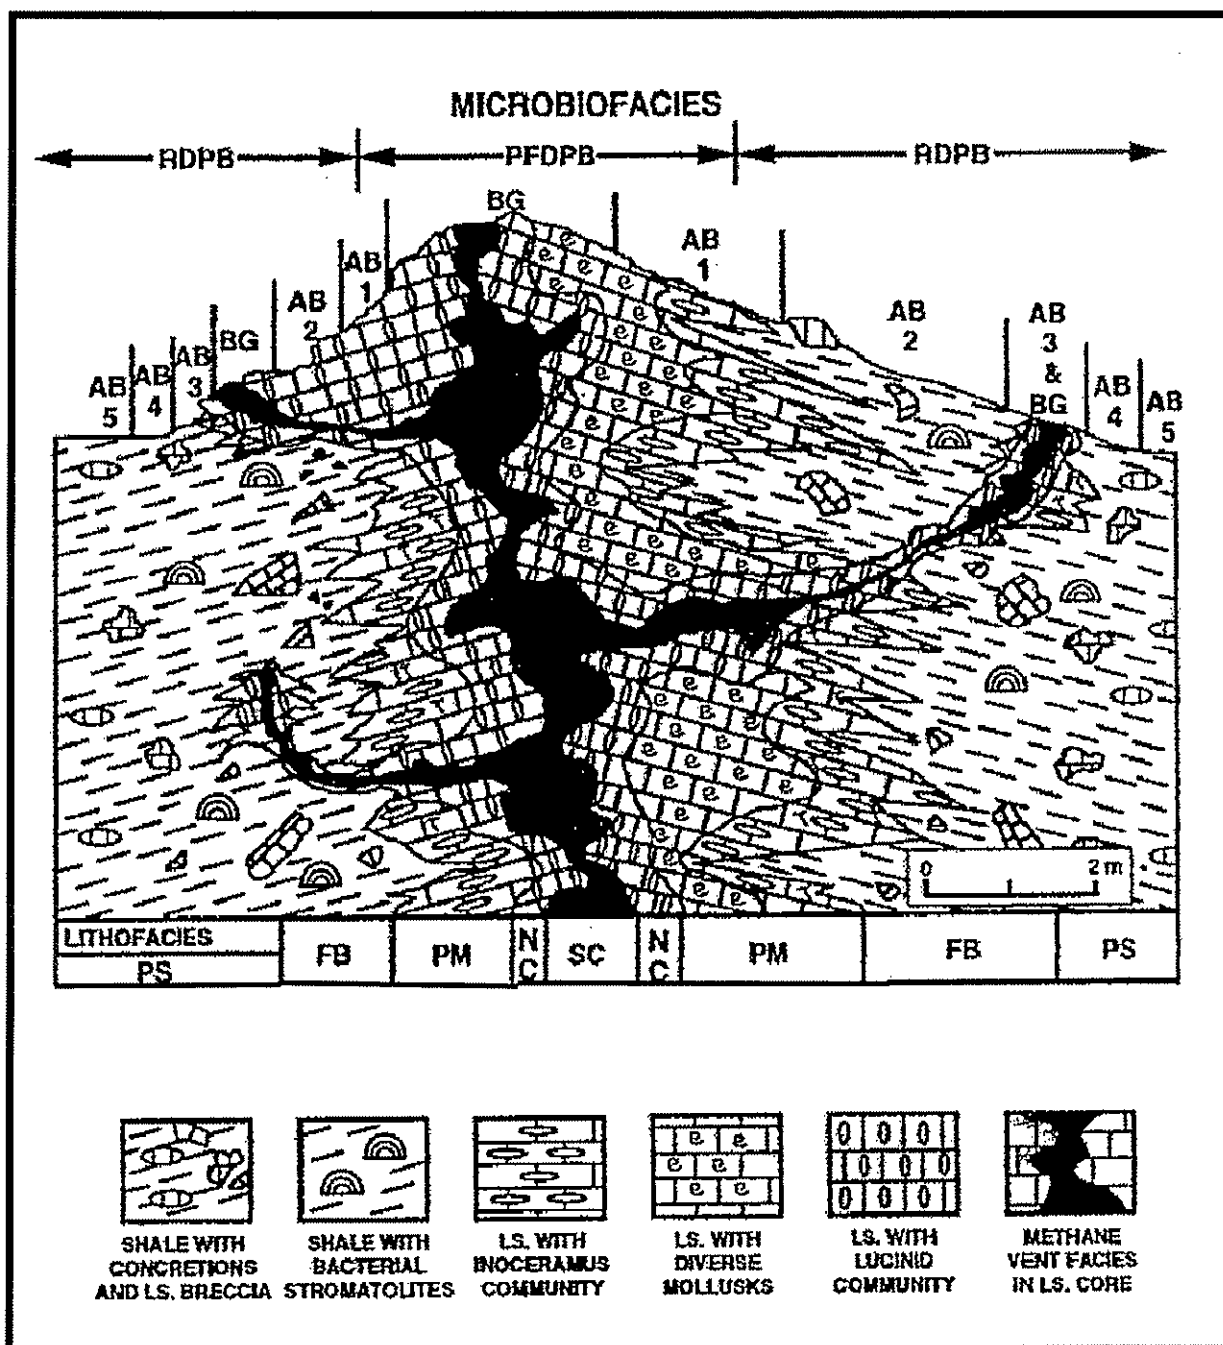 MICROBIOFACIES
RDPB PFDPB RDPB
BG
AB
1
AB
1
AB
2
BG
AB
3
AB
4
AB
5
AB
2
AB
3
&
BG
AB
4
AB
5
0 2 m
LITHOFACIES
PS FB PM NC SC NC PM FB PS
SHALE WITH
CONCRETIONS
AND LS. BRECCIA
SHALE WITH
BACTERIAL
STROMATOLITES
LS. WITH
INOCERAMUS
COMMUNITY
LS. WITH
DIVERSE
MOLLUSKS
LS. WITH
LUCINID
COMMUNITY
METHANE
VENT FACIES
IN LS. CORE